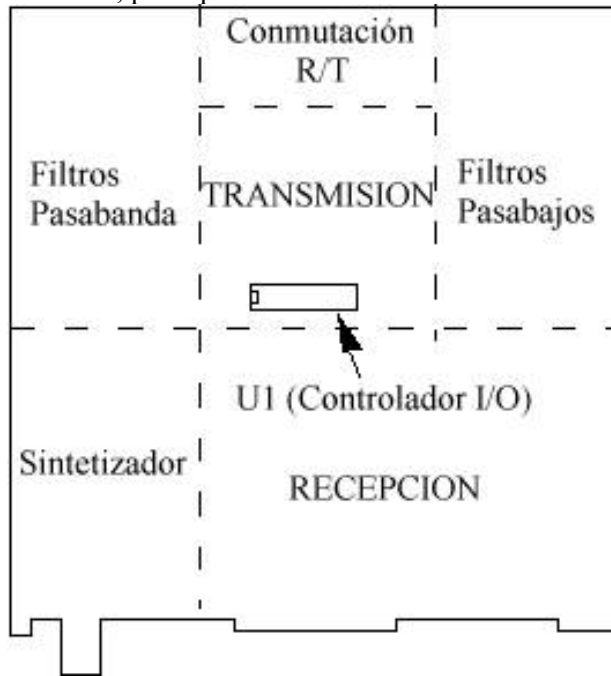 Conmutación
R/T
Filtros
Pasabanda
TRANSMISION
Filtros
Pasabajos
U1 (Controlador I/O)
Sintetizador
RECEPCION